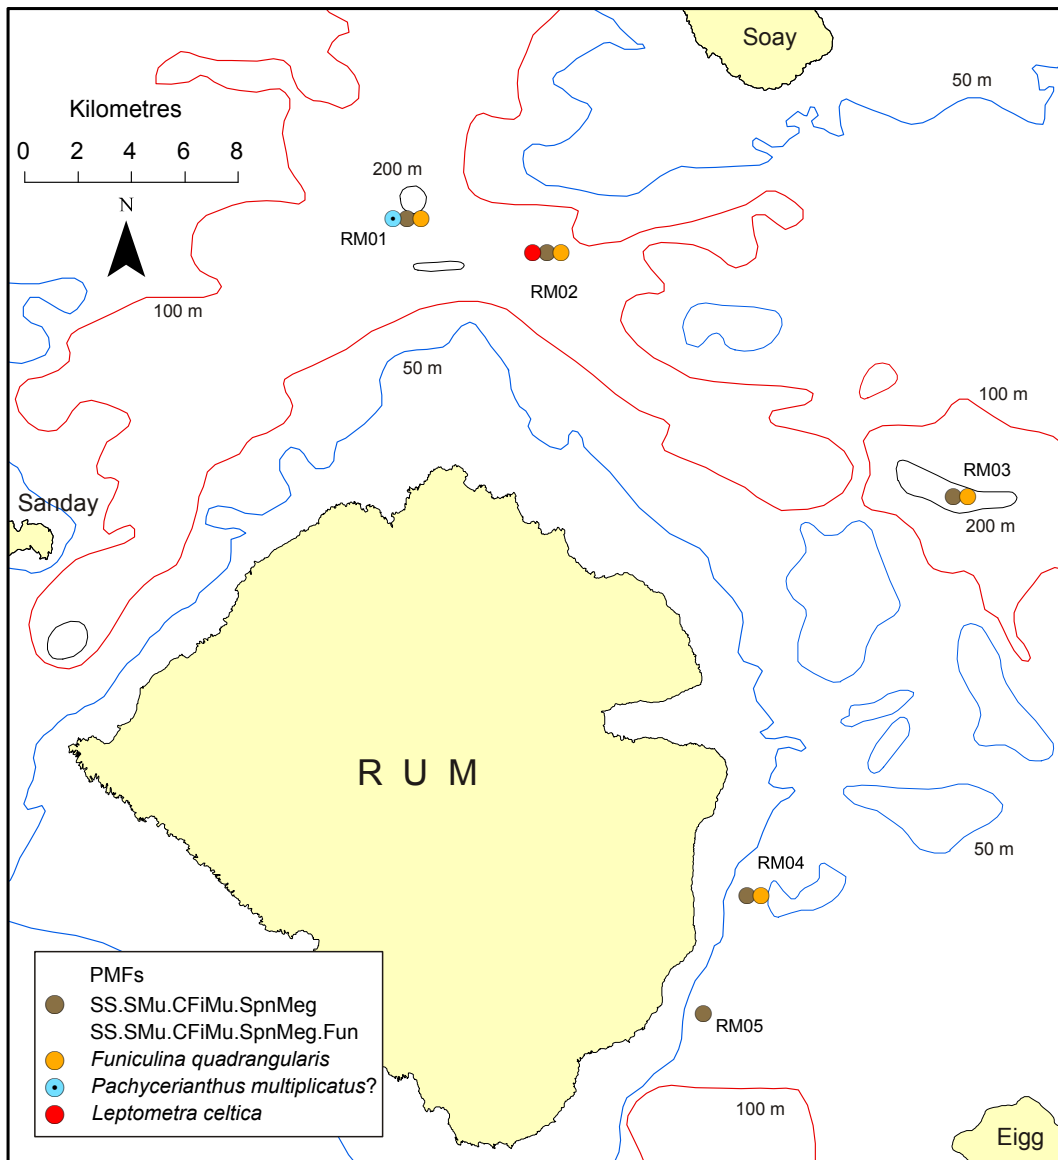 Soay
50 m
Kilometres
0 2 4 6 8
200 m
N
RM01
RM02
100 m
50 m
100 m
RM03
Sanday
200 m
R U M
50 m
RM04
PMFs
SS.SMu.CFiMu.SpnMeg
SS.SMu.CFiMu.SpnMeg.Fun
Funiculina quadrangularis
Pachycerianthus multiplicatus?
Leptometra celtica
RM05
100 m
Eigg